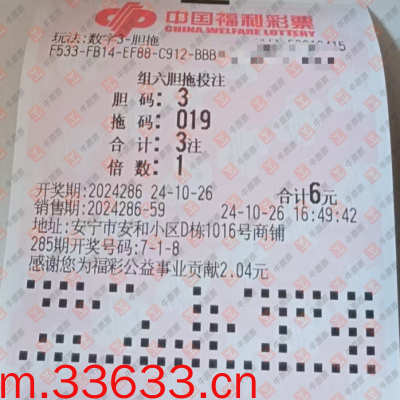 中国福利彩票
CHINA WELFARE LOTTERY
玩法:数字3-胆拖
F533-FB14-EF88-C912-BBB
组六胆拖投注
胆 码: 3
拖 码: 019
合 计: 3注
倍 数: 1
开奖期:2024286 24-10-26 合计6元
销售期:2024286-59 24-10-26 16:49:42
地址:安宁市安和小区D栋1016号商铺
285期开奖号码:7-1-8
感谢您为福彩公益事业贡献2.04元
m.33633.cn